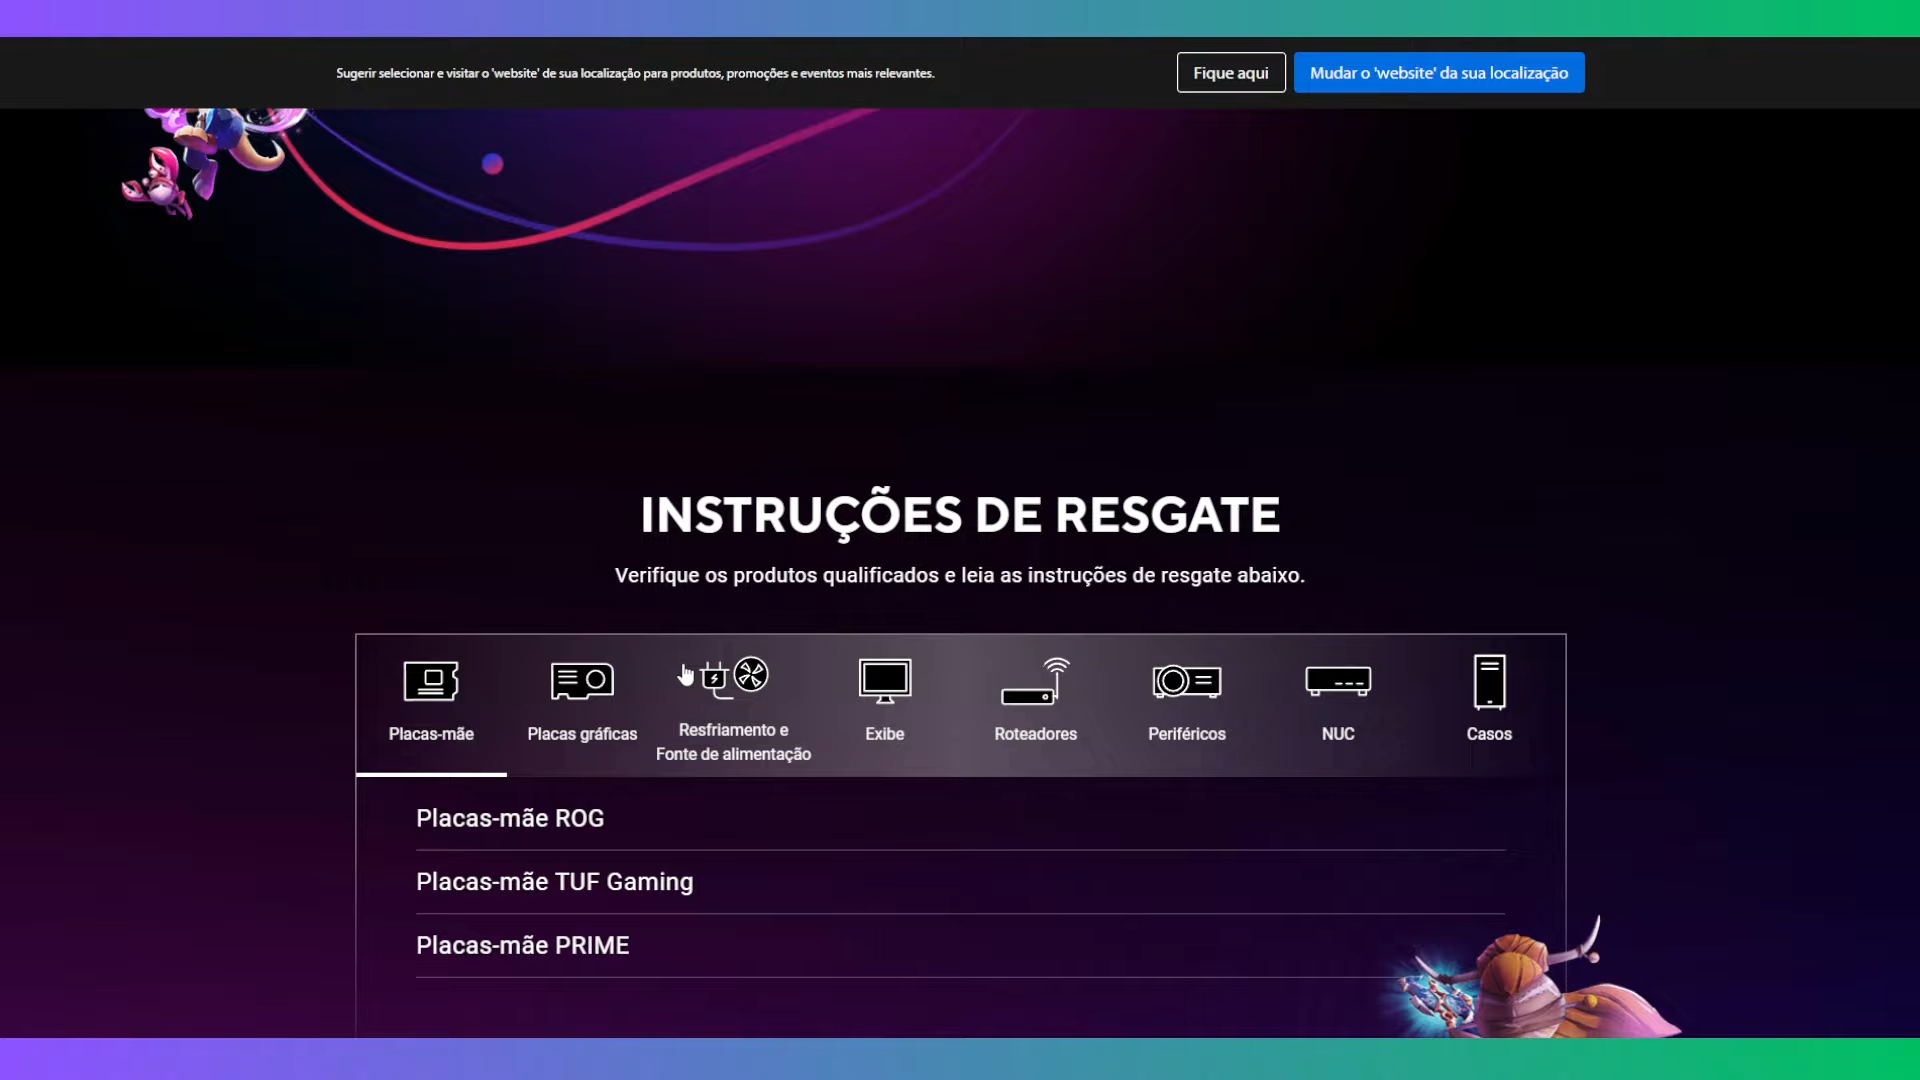 Sugerir selecionar e visitar o 'website' de sua localização para produtos, promoções e eventos mais relevantes.
Fique aqui
Mudar o 'website' da sua localização
INSTRUÇÕES DE RESGATE
Verifique os produtos qualificados e leia as instruções de resgate abaixo.
Placas-mãe
Placas gráficas
Resfriamento e
Fonte de alimentação
Exibe
Roteadores
Periféricos
NUC
Casos
Placas-mãe ROG
Placas-mãe TUF Gaming
Placas-mãe PRIME